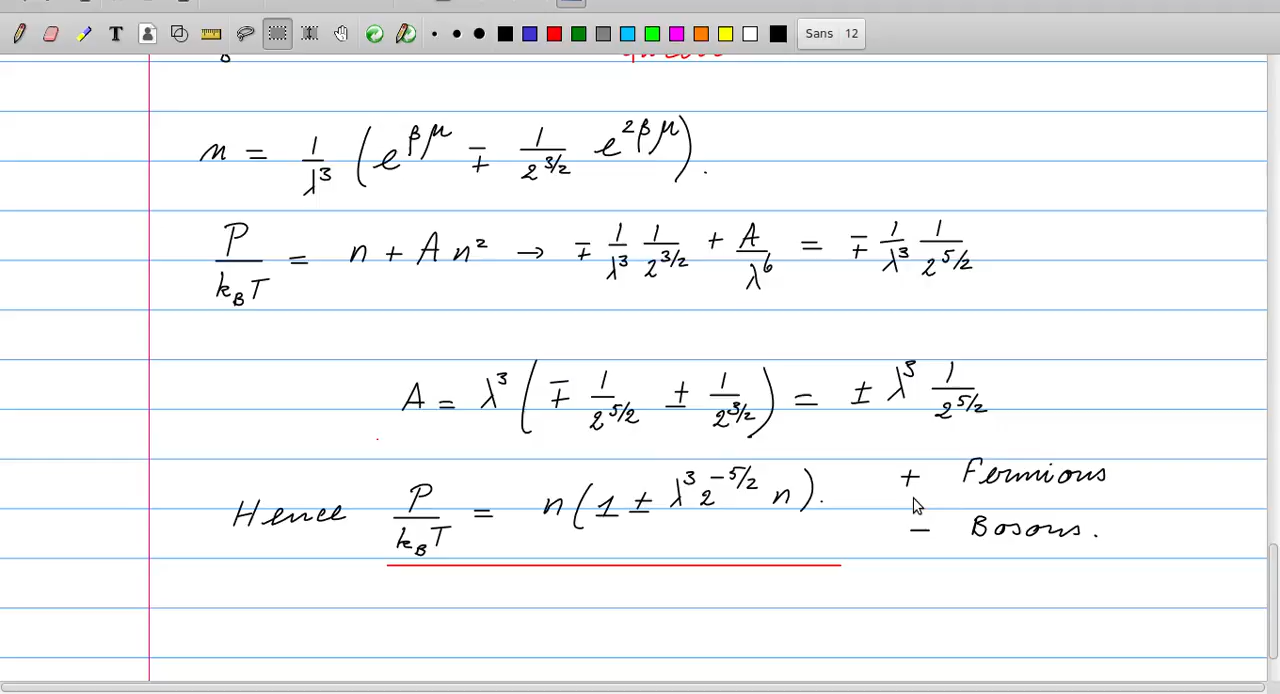 Sans 12
n = 1/λ³ (e^βμ ∓ 1/2^3/2 e^2βμ).
P/k_BT = n + A n² → ∓ 1/λ³ 1/2^3/2 + A/λ⁶ = ∓ 1/λ³ 1/2^5/2
A = λ³ (∓ 1/2^5/2 ± 1/2^3/2) = ± λ³ 1/2^5/2
Hence P/k_BT = n(1 ± λ³ 2^-5/2 n). + Fermions
− Bosons.